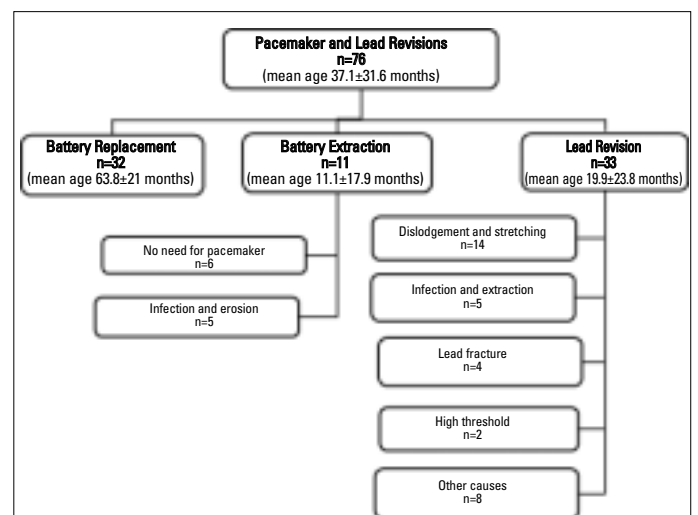 Pacemaker and Lead Revisions
n=76
(mean age 37.1±31.6 months)
Battery Replacement
n=32
(mean age 63.8±21 months)
Battery Extraction
n=11
(mean age 11.1±17.9 months)
Lead Revision
n=33
(mean age 19.9±23.8 months)
No need for pacemaker
n=6
Infection and erosion
n=5
Dislodgement and stretching
n=14
Infection and extraction
n=5
Lead fracture
n=4
High threshold
n=2
Other causes
n=8